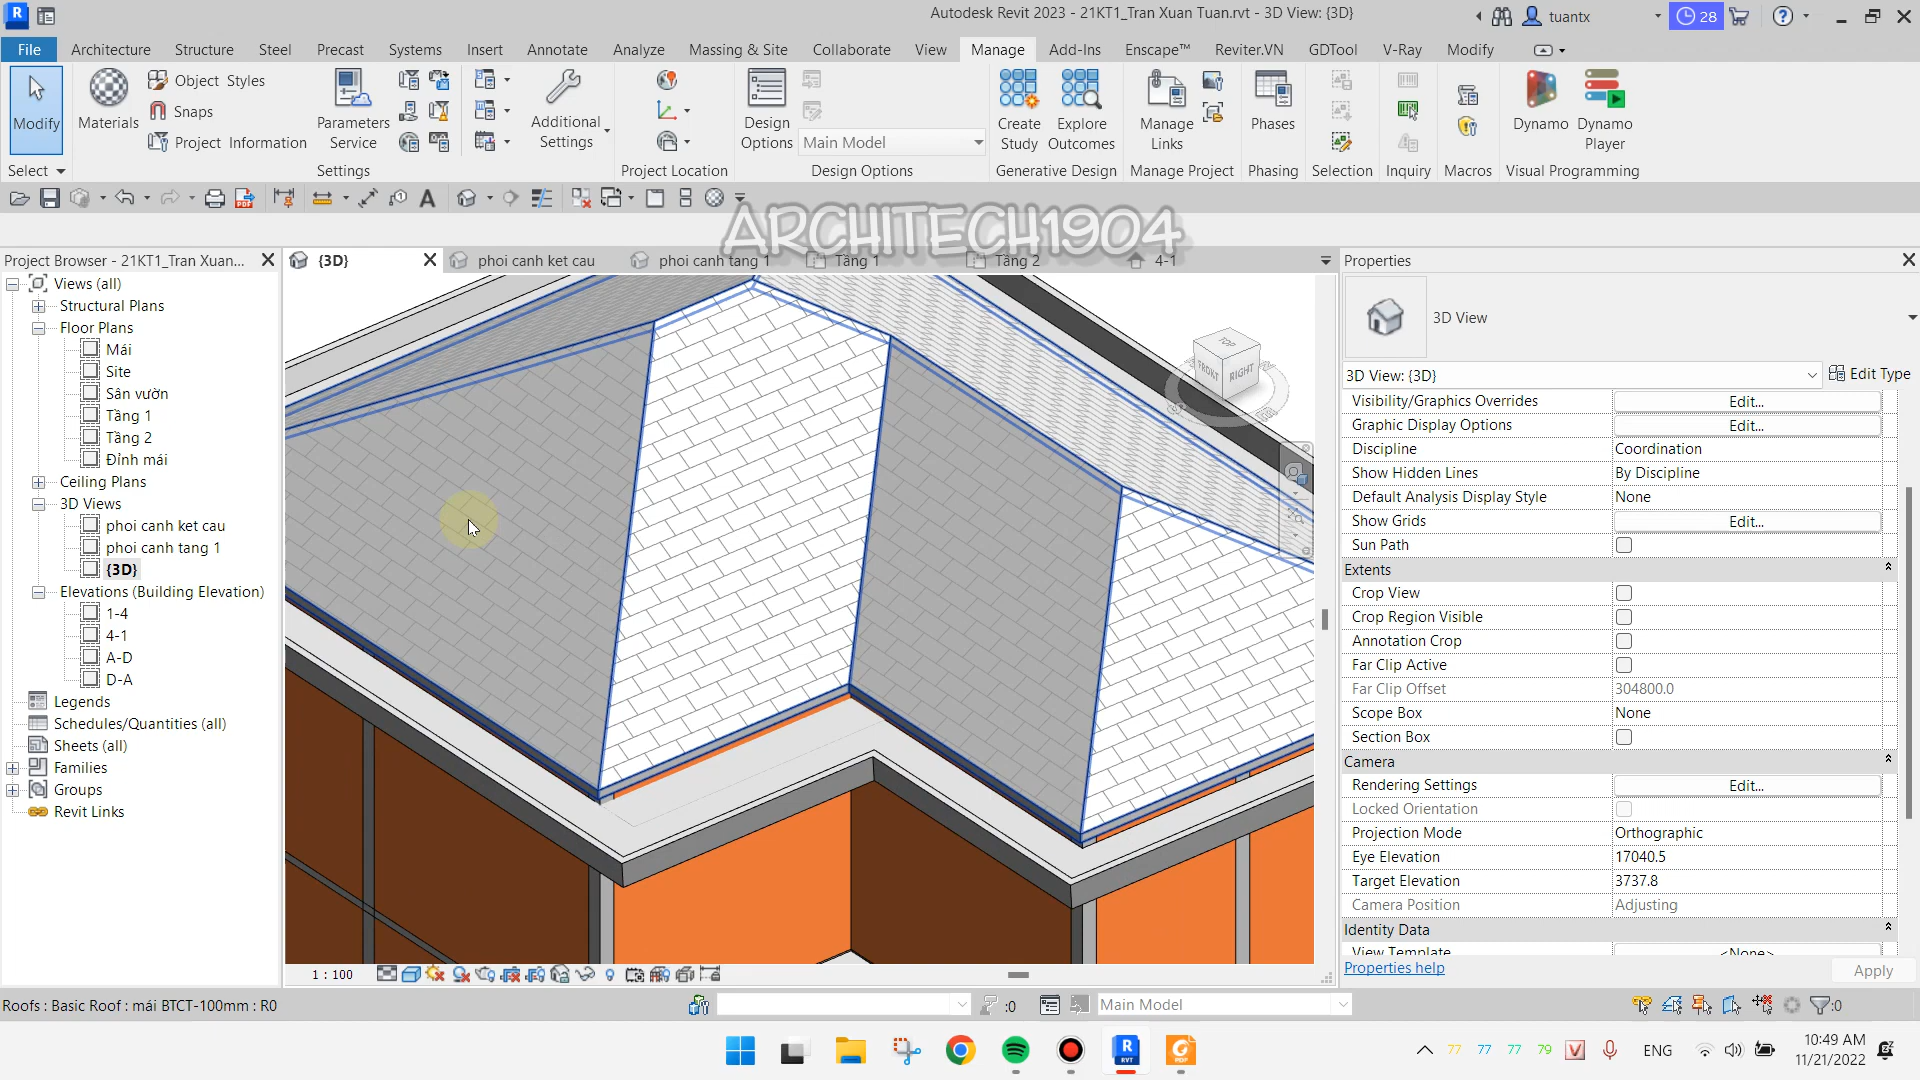 Autodesk Revit 2023 - 21KT1_Tran Xuan Tuan.rvt - 3D View: {3D}
28
tuantx
File Architecture Structure Steel Precast Systems Insert Annotate Analyze Massing & Site Collaborate View Manage Add-Ins Enscape™ Reviter.VN GDTool V-Ray Modify
Modify
Materials
Object Styles
Snaps
Project Information
Parameters Service
Additional Settings
Design Options
Main Model
Create Study
Explore Outcomes
Manage Links
Phases
Dynamo
Dynamo Player
Select
Settings
Project Location
Design Options
Generative Design
Manage Project
Phasing
Selection
Inquiry
Macros
Visual Programming
ARCHITECH1904
Project Browser - 21KT1_Tran Xuan...
{3D}
phoi canh ket cau
phoi canh tang 1
Tầng 1
Tầng 2
4-1
Views (all)
Structural Plans
Floor Plans
Mái
Site
Sân vườn
Tầng 1
Tầng 2
Đỉnh mái
Ceiling Plans
3D Views
phoi canh ket cau
phoi canh tang 1
{3D}
Elevations (Building Elevation)
1-4
4-1
A-D
D-A
Legends
Schedules/Quantities (all)
Sheets (all)
Families
Groups
Revit Links
TOP
FRONT
RIGHT
Properties
3D View
3D View: {3D}
Edit Type
Visibility/Graphics Overrides Edit...
Graphic Display Options Edit...
Discipline Coordination
Show Hidden Lines By Discipline
Default Analysis Display Style None
Show Grids Edit...
Sun Path
Extents
Crop View
Crop Region Visible
Annotation Crop
Far Clip Active
Far Clip Offset 304800.0
Scope Box None
Section Box
Camera
Rendering Settings Edit...
Locked Orientation
Projection Mode Orthographic
Eye Elevation 17040.5
Target Elevation 3737.8
Camera Position Adjusting
Identity Data
View Template <None>
Properties help
Apply
1 : 100
Roofs : Basic Roof : mái BTCT-100mm : R0
:0
Main Model
:0
77 77 77 79
ENG
10:49 AM
11/21/2022